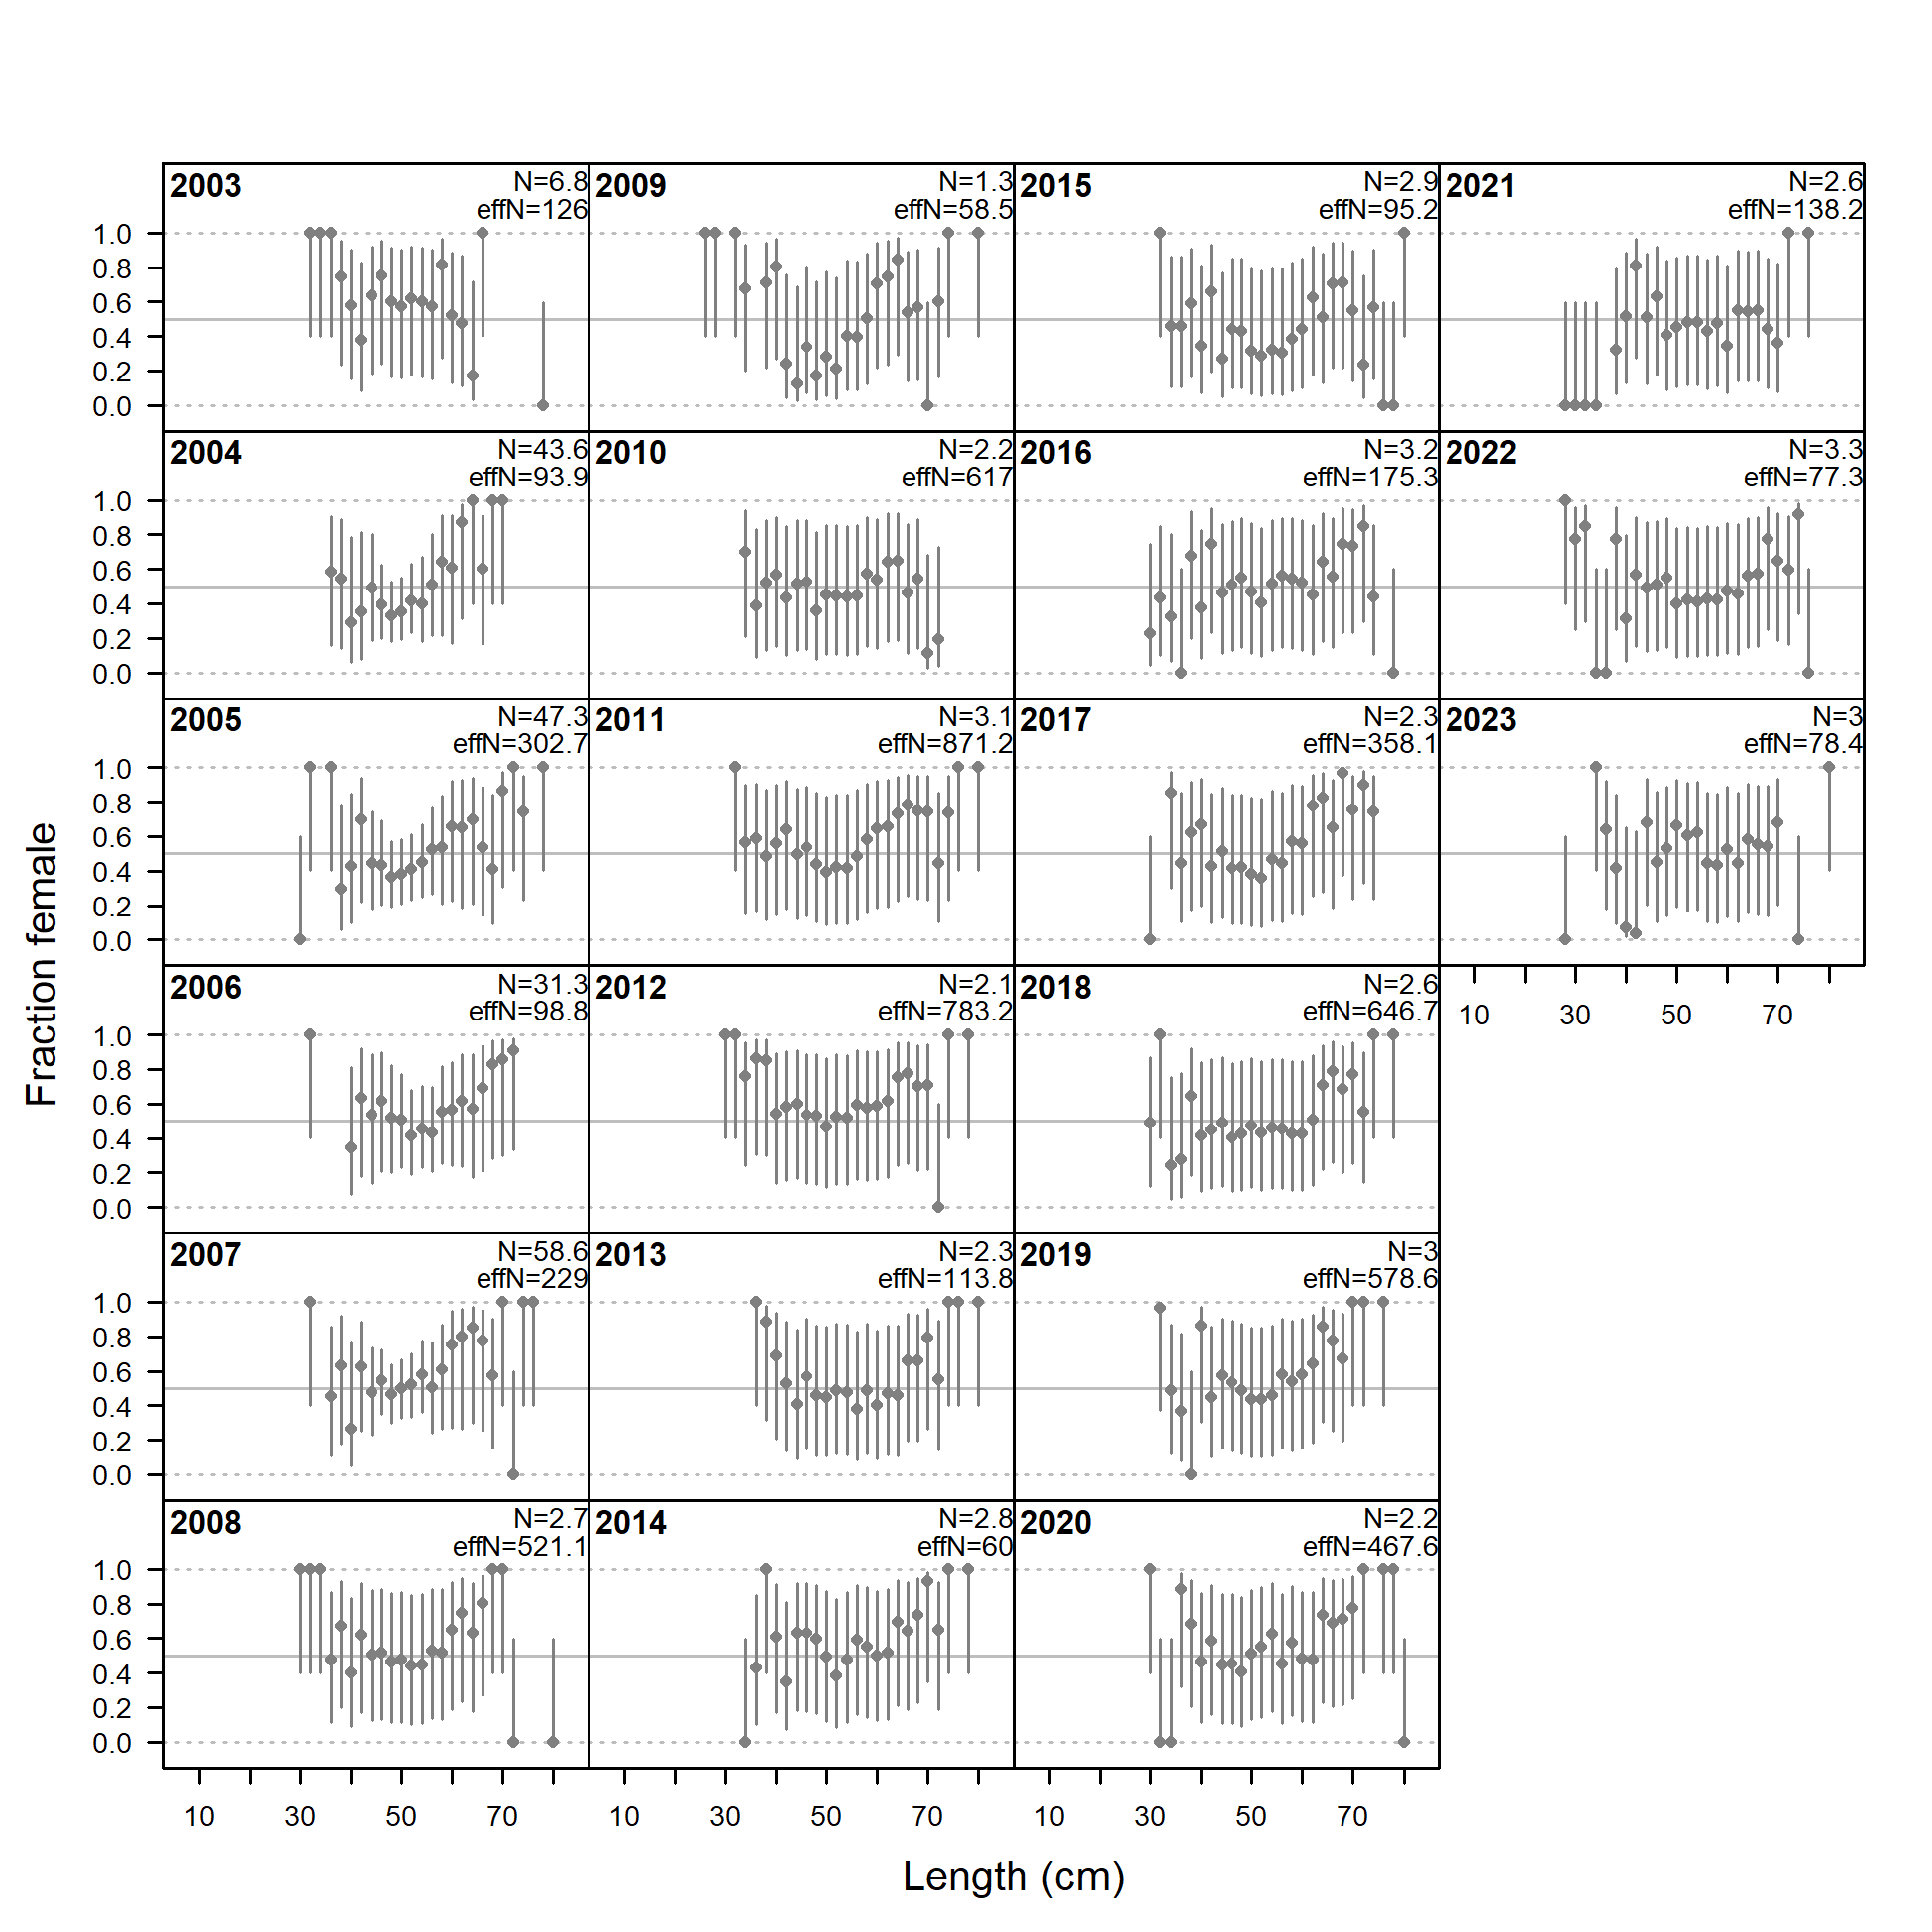 2003 N=6.8
effN=126
2009 N=1.3
effN=58.5
2015 N=2.9
effN=95.2
2021 N=2.6
effN=138.2
1.0
0.8
0.6
0.4
0.2
0.0
2004 N=43.6
effN=93.9
2010 N=2.2
effN=617
2016 N=3.2
effN=175.3
2022 N=3.3
effN=77.3
1.0
0.8
0.6
0.4
0.2
0.0
2005 N=47.3
effN=302.7
2011 N=3.1
effN=871.2
2017 N=2.3
effN=358.1
2023 N=3
effN=78.4
1.0
0.8
0.6
0.4
0.2
0.0
2006 N=31.3
effN=98.8
2012 N=2.1
effN=783.2
2018 N=2.6
effN=646.7
10 30 50 70
1.0
0.8
0.6
0.4
0.2
0.0
2007 N=58.6
effN=229
2013 N=2.3
effN=113.8
2019 N=3
effN=578.6
1.0
0.8
0.6
0.4
0.2
0.0
2008 N=2.7
effN=521.1
2014 N=2.8
effN=60
2020 N=2.2
effN=467.6
1.0
0.8
0.6
0.4
0.2
0.0
10 30 50 70 10 30 50 70 10 30 50 70
Length (cm)
Fraction female